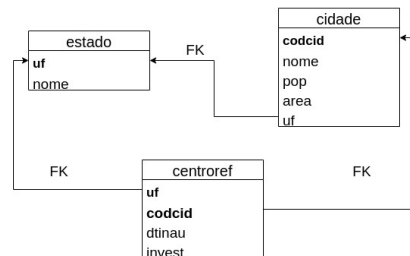 cidade
codcid
nome
pop
area
uf
estado
uf
nome
FK
FK
centroref
uf
codcid
dtinau
invest
FK